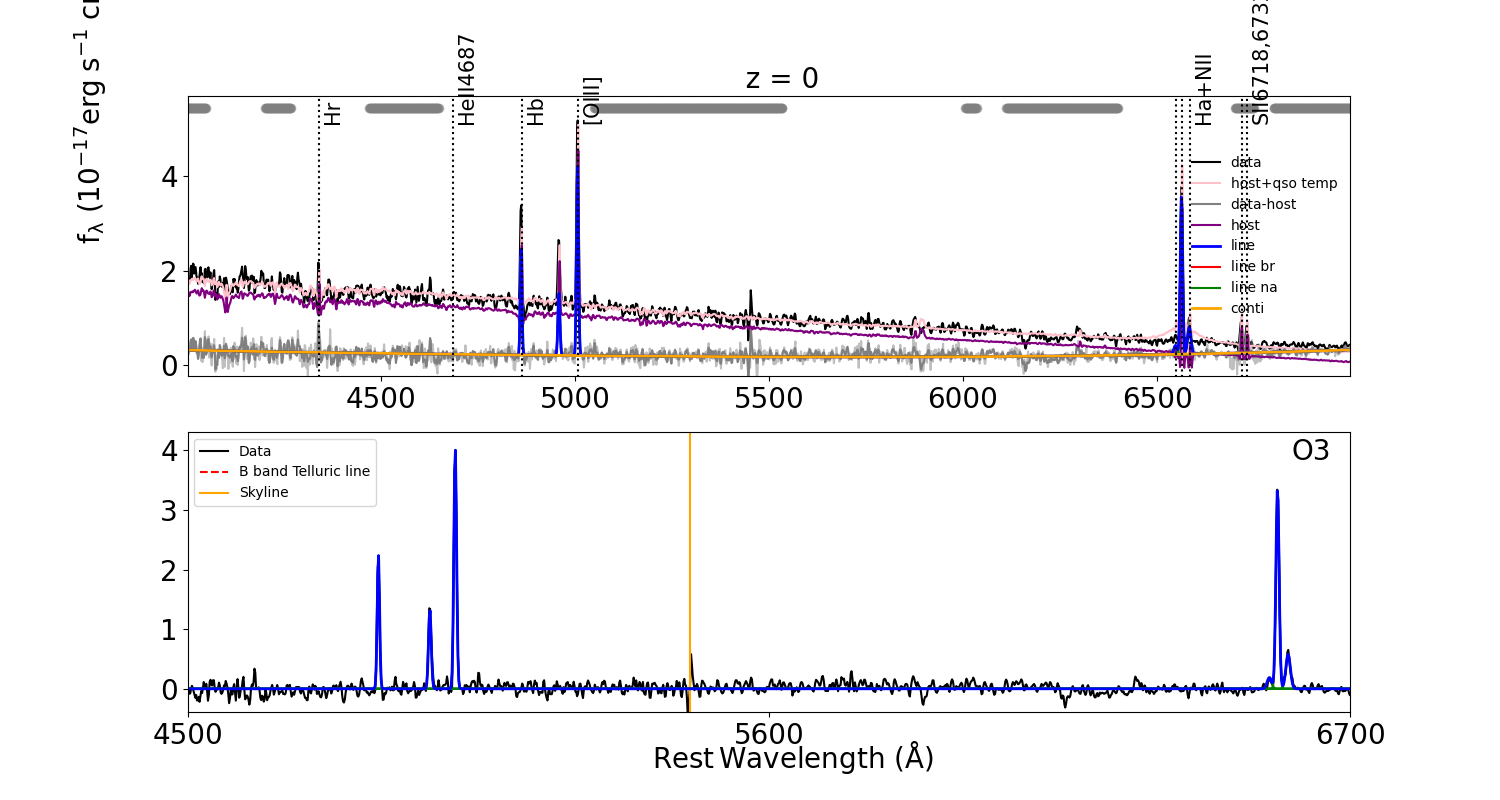 z = 0
f_λ (10^−17 erg s^−1
Hr
HeII4687
Hb
[OIII]
Ha+NII
SII6718,673
data
host+qso temp
data-host
host
line
line br
line na
conti
4
2
0
4500
5000
5500
6000
6500
O3
Data
B band Telluric line
Skyline
4
3
2
1
0
4500
5600
6700
Rest Wavelength (Å)